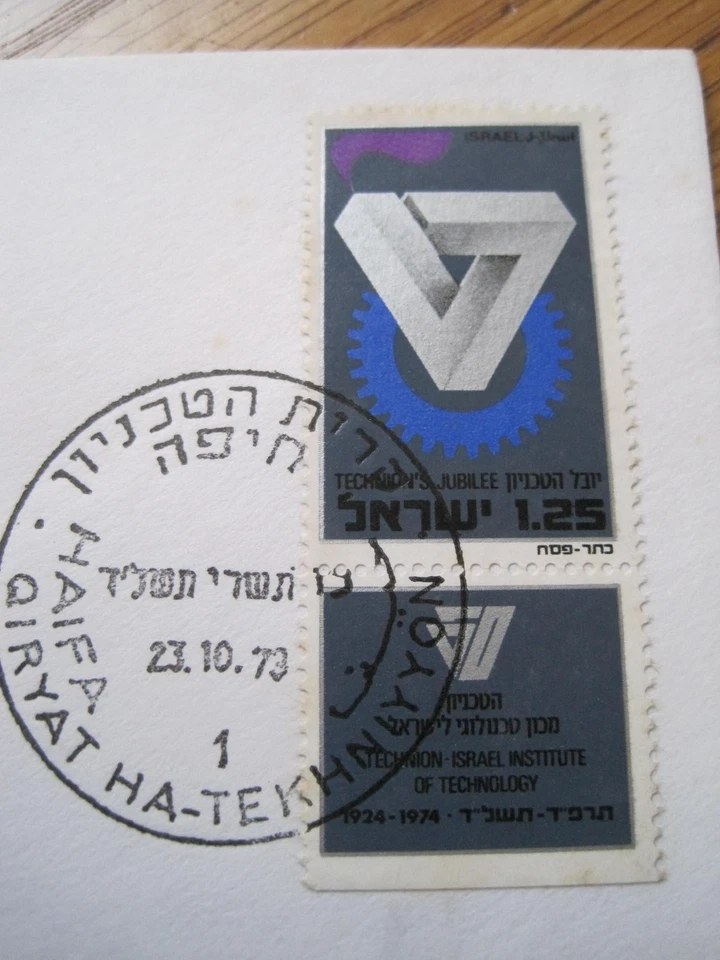 ISRAEL
TECHNION'S JUBILEE יובל הטכניון
1.25 ישראל
כתר-פסח
הטכניון
מכון טכנולוגי לישראל
TECHNION·ISRAEL INSTITUTE
OF TECHNOLOGY
1924-1974 · תרפ"ד-תשל"ד
קרית הטכניון
חיפה
תשרי תשל"ד
23.10.73
1
HAIFA
QIRYAT HA-TEKHNIYYON